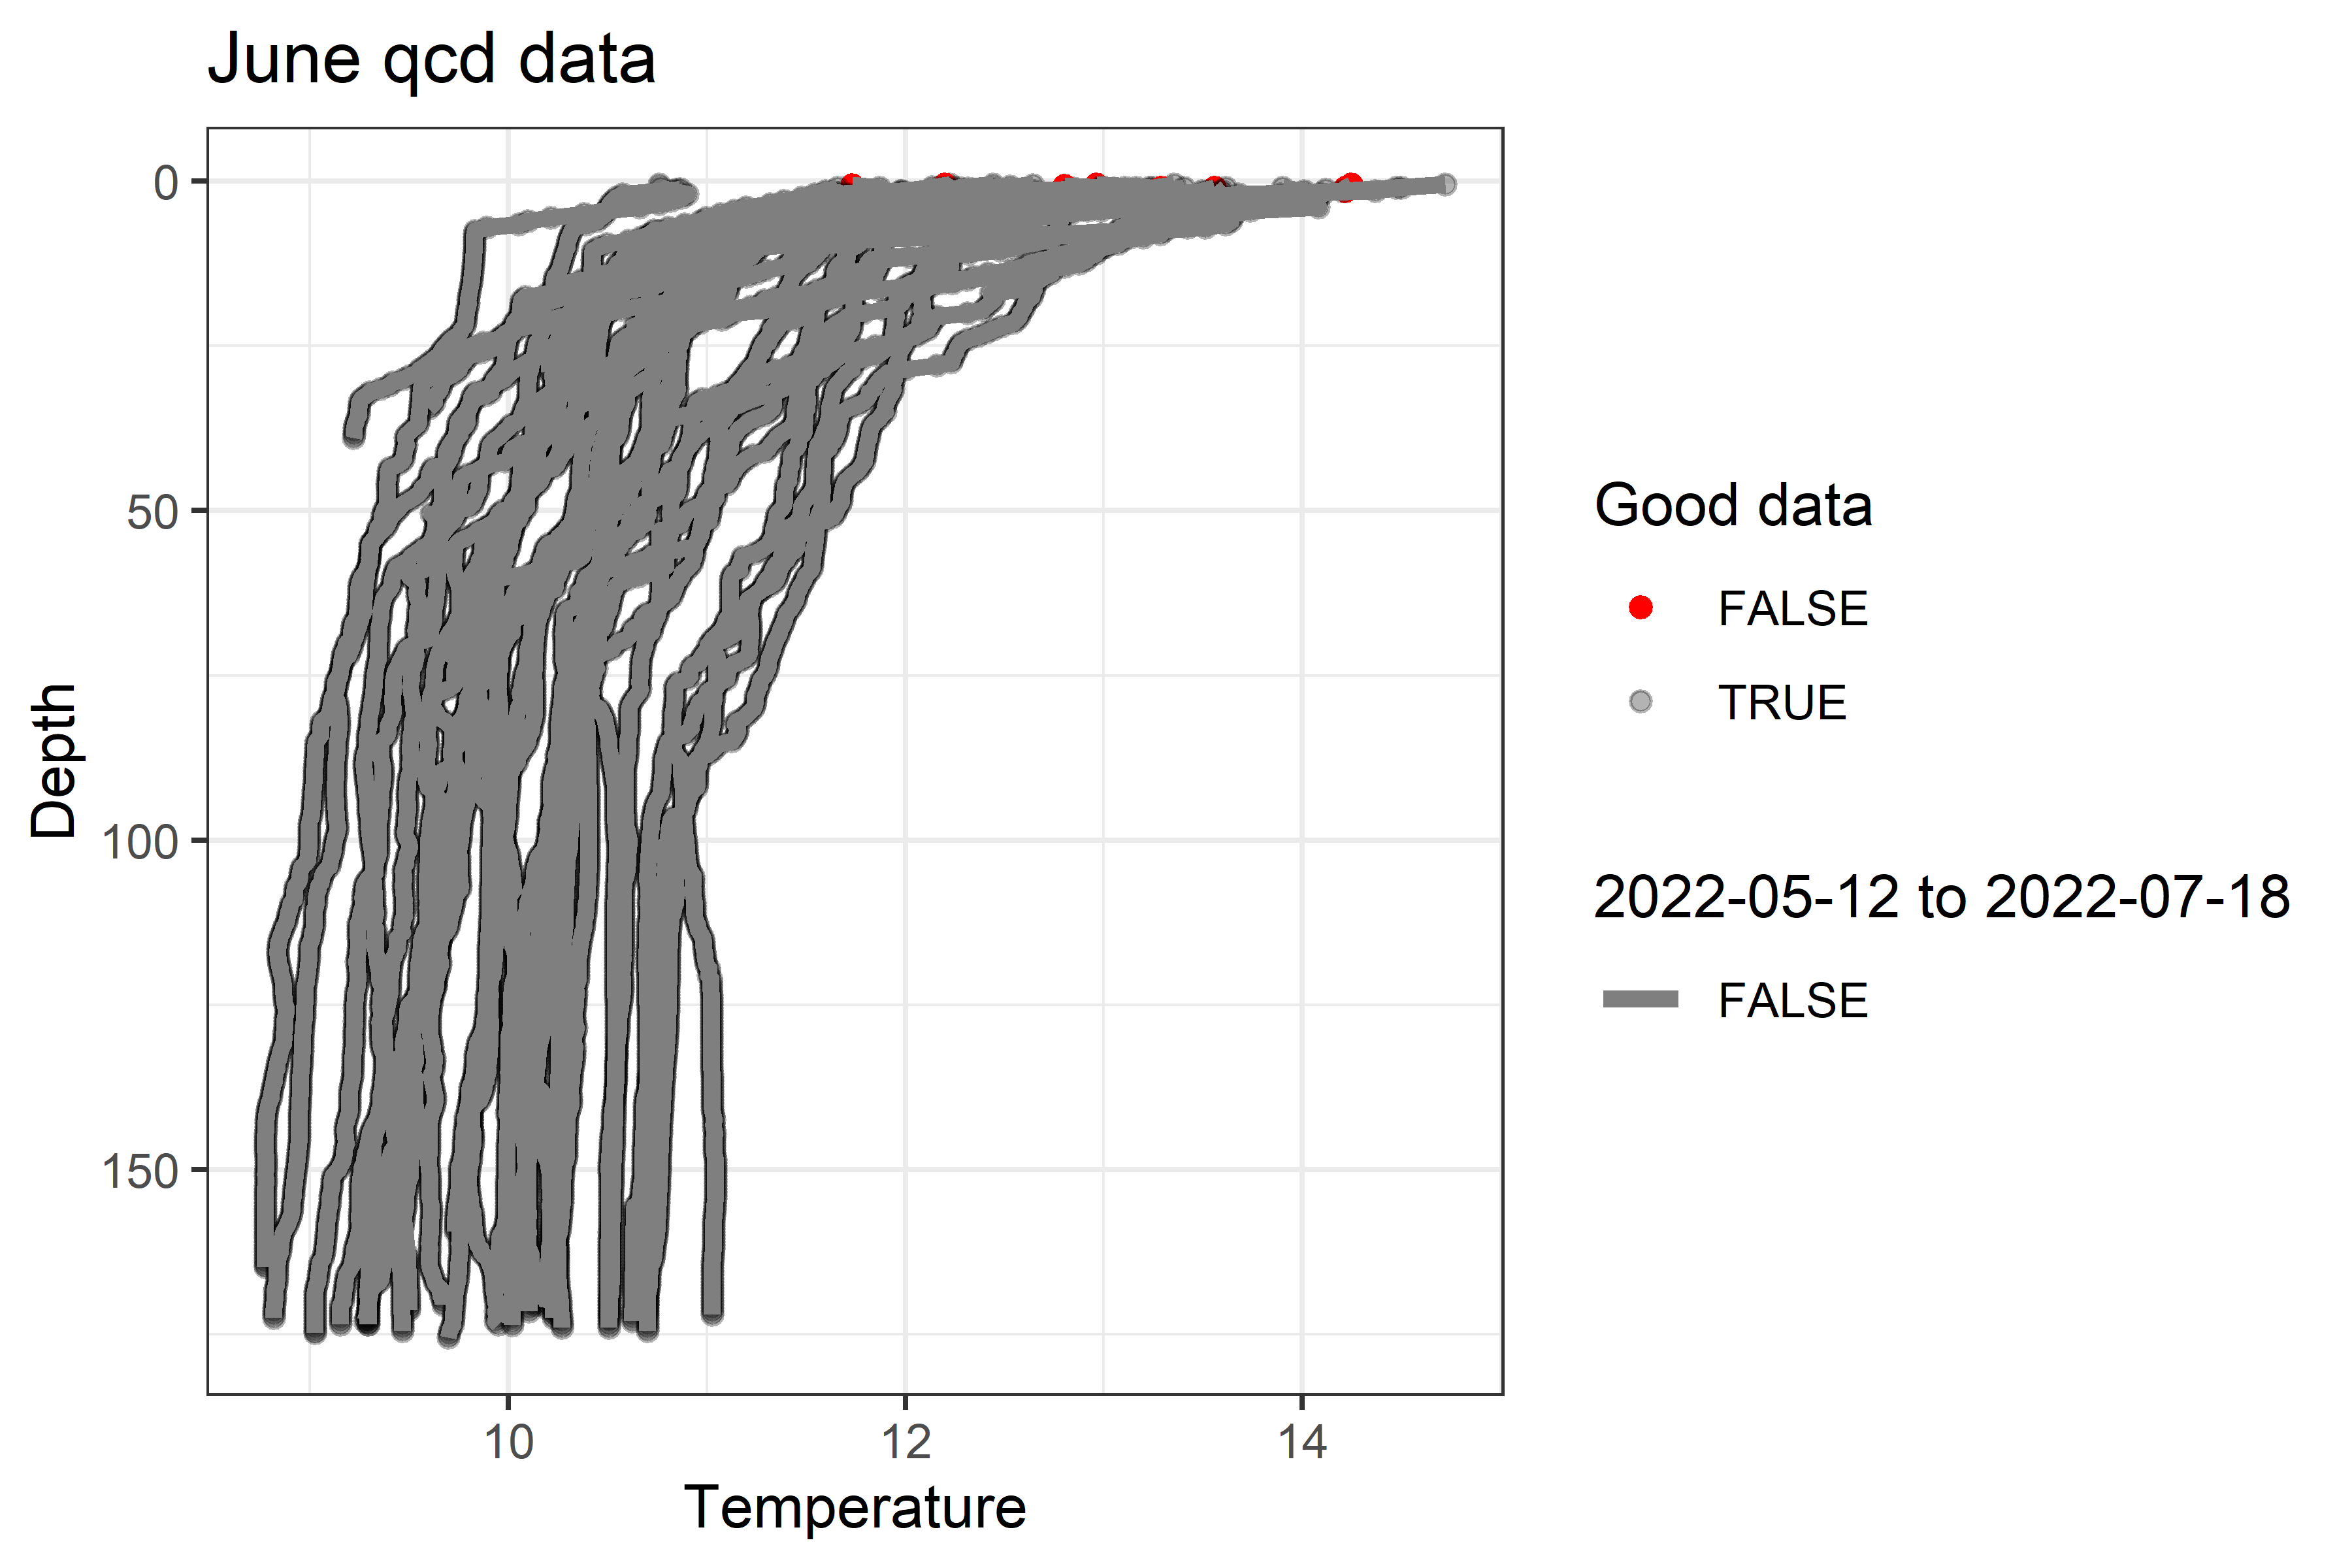 June qcd data
0
50
100
150
Depth
10
12
14
Temperature
Good data
FALSE
TRUE
2022-05-12 to 2022-07-18
FALSE